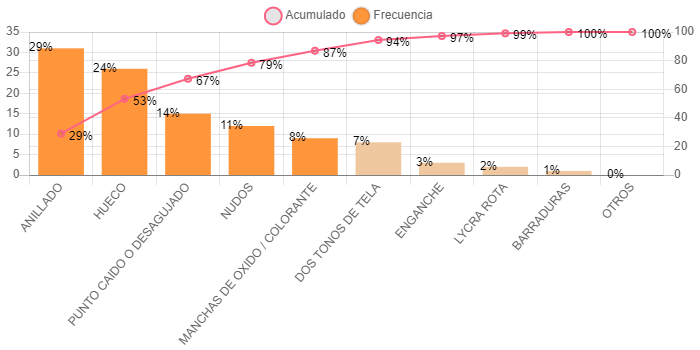 Acumulado Frecuencia
35 100
30
25 80
20 60
15 40
10
5 20
0 0
29% 24% 14% 11% 8% 7% 3% 2% 1% 0%
29% 53% 67% 79% 87% 94% 97% 99% 100% 100%
ANILLADO
HUECO
PUNTO CAIDO O DESAGUJADO
NUDOS
MANCHAS DE OXIDO / COLORANTE
DOS TONOS DE TELA
ENGANCHE
LYCRA ROTA
BARRADURAS
OTROS